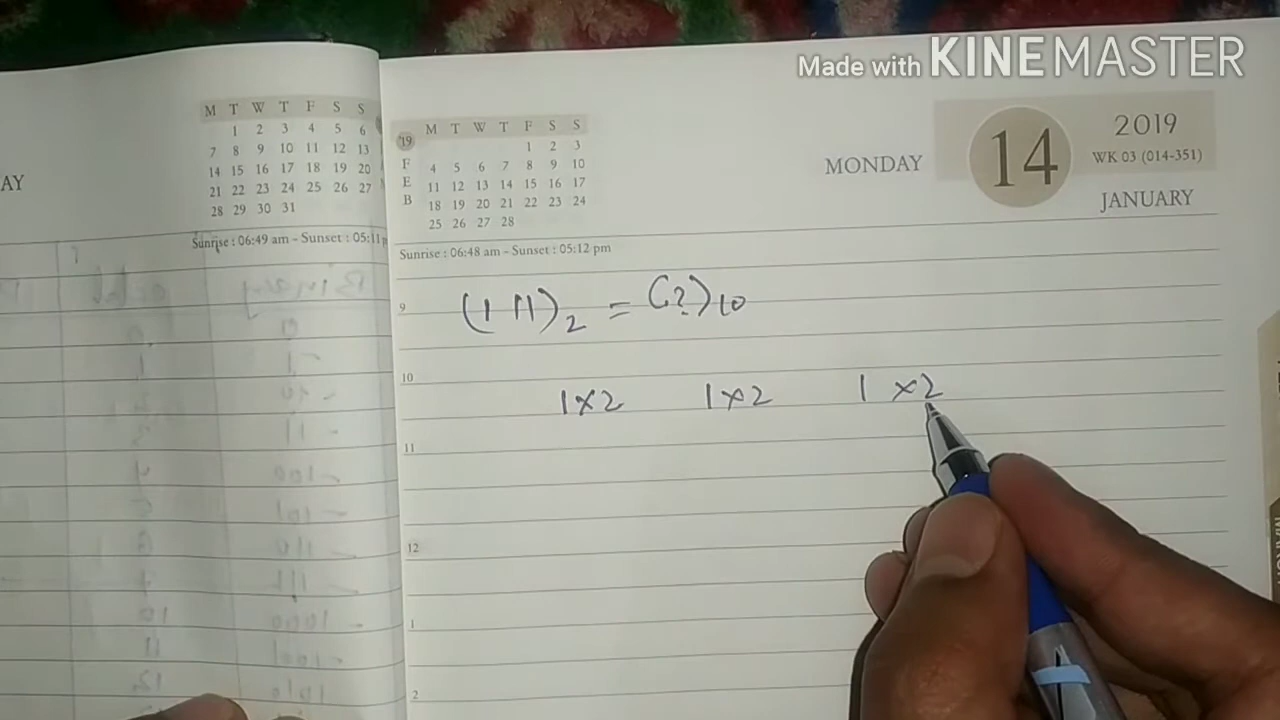 Made with KINEMASTER
AY
M T W T F S S
1 2 3 4 5 6
7 8 9 10 11 12 13
14 15 16 17 18 19 20
21 22 23 24 25 26 27
28 29 30 31
Sunrise : 06:49 am – Sunset : 05:11
'19 FEB
M T W T F S S
1 2 3
4 5 6 7 8 9 10
11 12 13 14 15 16 17
18 19 20 21 22 23 24
25 26 27 28
Sunrise : 06:48 am – Sunset : 05:12 pm
MONDAY 14 2019
WK 03 (014-351)
JANUARY
9 (111)₂ = (?)₁₀
10 1×2 1×2 1×2
11
12
1
2